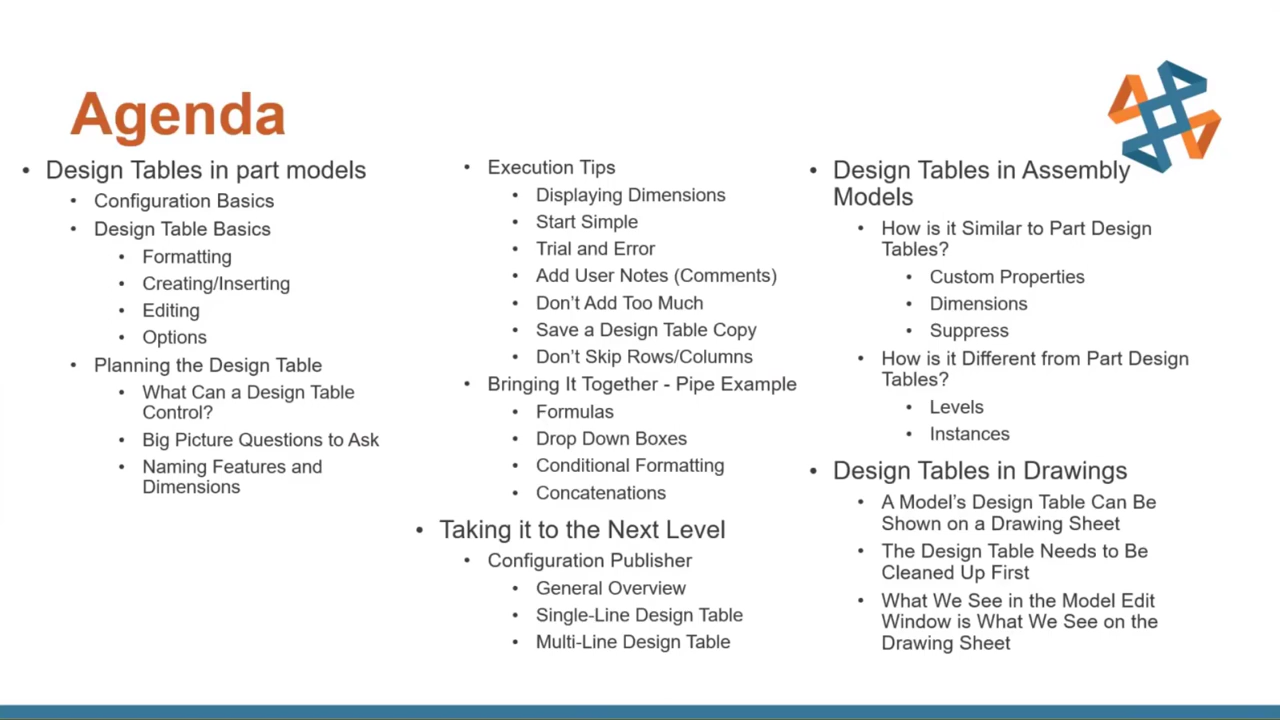 Agenda
• Design Tables in part models
• Configuration Basics
• Design Table Basics
• Formatting
• Creating/Inserting
• Editing
• Options
• Planning the Design Table
• What Can a Design Table
Control?
• Big Picture Questions to Ask
• Naming Features and
Dimensions
• Execution Tips
• Displaying Dimensions
• Start Simple
• Trial and Error
• Add User Notes (Comments)
• Don’t Add Too Much
• Save a Design Table Copy
• Don’t Skip Rows/Columns
• Bringing It Together - Pipe Example
• Formulas
• Drop Down Boxes
• Conditional Formatting
• Concatenations
• Taking it to the Next Level
• Configuration Publisher
• General Overview
• Single-Line Design Table
• Multi-Line Design Table
• Design Tables in Assembly
Models
• How is it Similar to Part Design
Tables?
• Custom Properties
• Dimensions
• Suppress
• How is it Different from Part Design
Tables?
• Levels
• Instances
• Design Tables in Drawings
• A Model’s Design Table Can Be
Shown on a Drawing Sheet
• The Design Table Needs to Be
Cleaned Up First
• What We See in the Model Edit
Window is What We See on the
Drawing Sheet